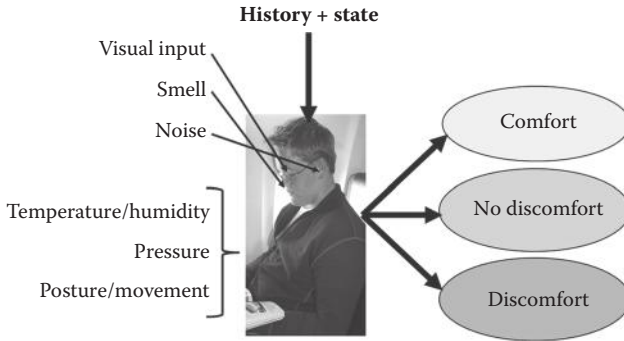 History + state
Visual input
Smell
Noise
Temperature/humidity
Pressure
Posture/movement
Comfort
No discomfort
Discomfort